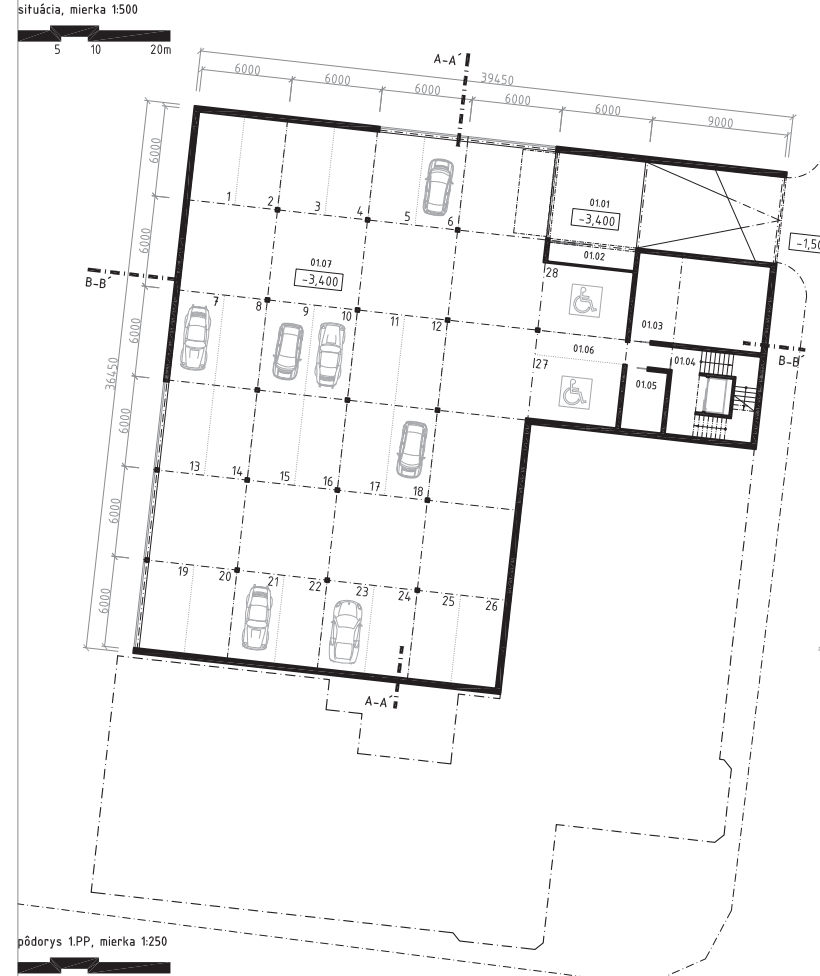 situácia, mierka 1:500
5 10 20m
A-A´
39450
6000 6000 6000 6000 6000 9000
6000
6000
6000
6000
6000
6000
36450
1 2 3 4 5 6
01.01
-3,400
01.02
-1,50
01.07
-3,400
B-B´
28
7 8 9 10 11 12
01.03
01.06
01.04
B-B´
27
01.05
13 14 15 16 17 18
19 20 21 22 23 24 25 26
A-A´
pôdorys 1.PP, mierka 1:250